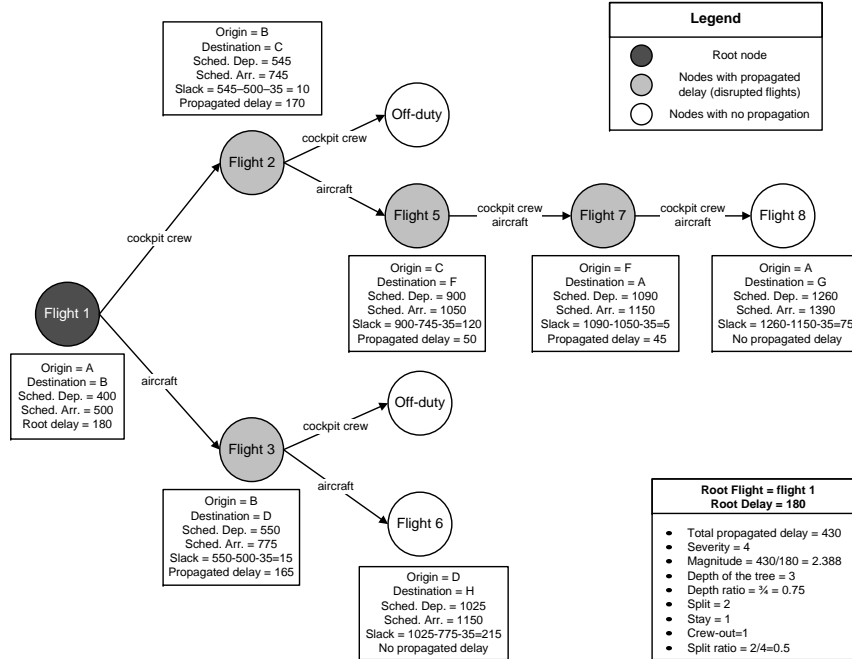 Origin = B
Destination = C
Sched. Dep. = 545
Sched. Arr. = 745
Slack = 545–500–35 = 10
Propagated delay = 170
Legend
Root node
Nodes with propagated
delay (disrupted flights)
Nodes with no propagation
Off-duty
cockpit crew
Flight 2
aircraft
Flight 5
cockpit crew
aircraft
Flight 7
cockpit crew
aircraft
Flight 8
cockpit crew
Origin = C
Destination = F
Sched. Dep. = 900
Sched. Arr. = 1050
Slack = 900-745-35=120
Propagated delay = 50
Origin = F
Destination = A
Sched. Dep. = 1090
Sched. Arr. = 1150
Slack = 1090-1050-35=5
Propagated delay = 45
Origin = A
Destination = G
Sched. Dep. = 1260
Sched. Arr. = 1390
Slack = 1260-1150-35=75
No propagated delay
Flight 1
Origin = A
Destination = B
Sched. Dep. = 400
Sched. Arr. = 500
Root delay = 180
aircraft
Off-duty
cockpit crew
Flight 3
aircraft
Flight 6
Origin = B
Destination = D
Sched. Dep. = 550
Sched. Arr. = 775
Slack = 550-500-35=15
Propagated delay = 165
Origin = D
Destination = H
Sched. Dep. = 1025
Sched. Arr. = 1150
Slack = 1025-775-35=215
No propagated delay
Root Flight = flight 1
Root Delay = 180
• Total propagated delay = 430
• Severity = 4
• Magnitude = 430/180 = 2.388
• Depth of the tree = 3
• Depth ratio = ¾ = 0.75
• Split = 2
• Stay = 1
• Crew-out=1
• Split ratio = 2/4=0.5